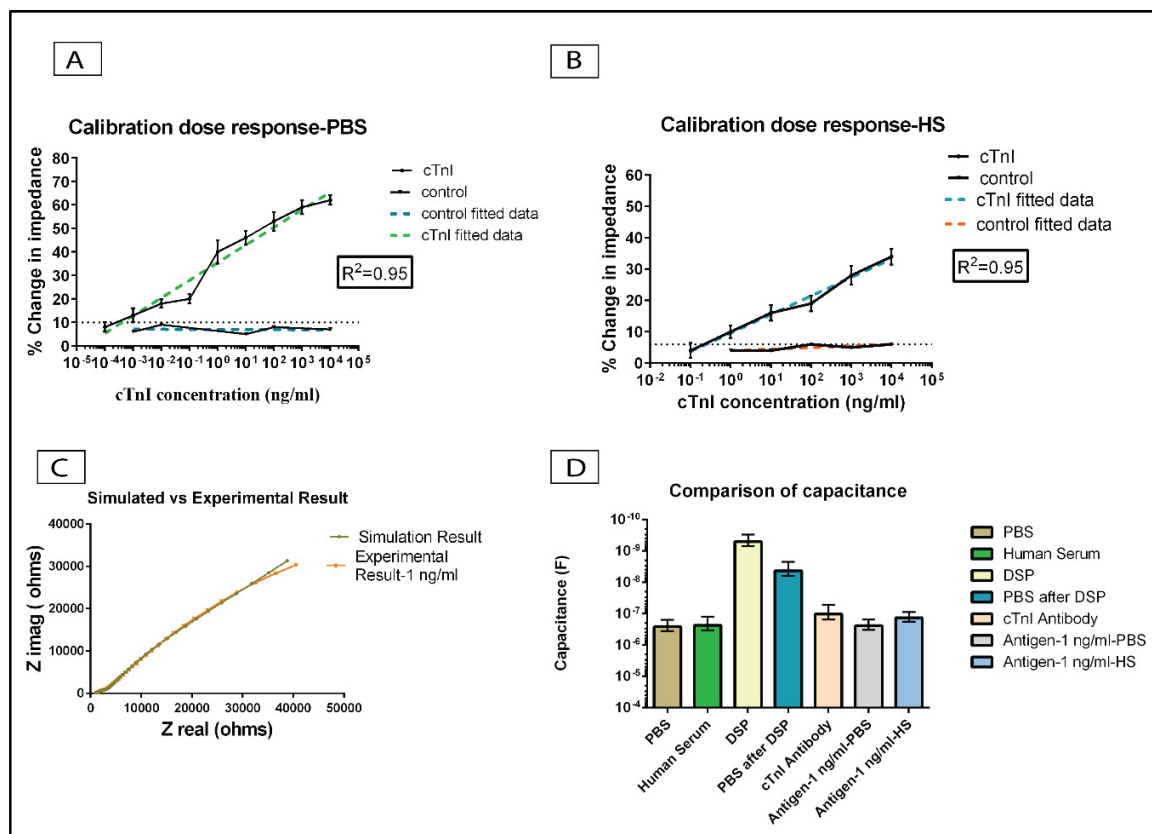 A
Calibration dose response-PBS
% Change in impedance
80
70
60
50
40
30
20
10
0
10-5 10-4 10-3 10-2 10-1 100 101 102 103 104 105
cTnI concentration (ng/ml)
cTnI
control
control fitted data
cTnI fitted data
R2=0.95
B
Calibration dose response-HS
% Change in impedance
60
50
40
30
20
10
0
10-2 10-1 100 101 102 103 104 105
cTnI concentration (ng/ml)
cTnI
control
cTnI fitted data
control fitted data
R2=0.95
C
Simulated vs Experimental Result
Z imag ( ohms)
40000
30000
20000
10000
0
0 10000 20000 30000 40000 50000
Z real (ohms)
Simulation Result
Experimental
Result-1 ng/ml
D
Comparison of capacitance
Capacitance (F)
10-10
10-9
10-8
10-7
10-6
10-5
10-4
PBS
Human Serum
DSP
PBS after DSP
cTnI Antibody
Antigen-1 ng/ml-PBS
Antigen-1 ng/ml-HS
PBS
Human Serum
DSP
PBS after DSP
cTnI Antibody
Antigen-1 ng/ml-PBS
Antigen-1 ng/ml-HS